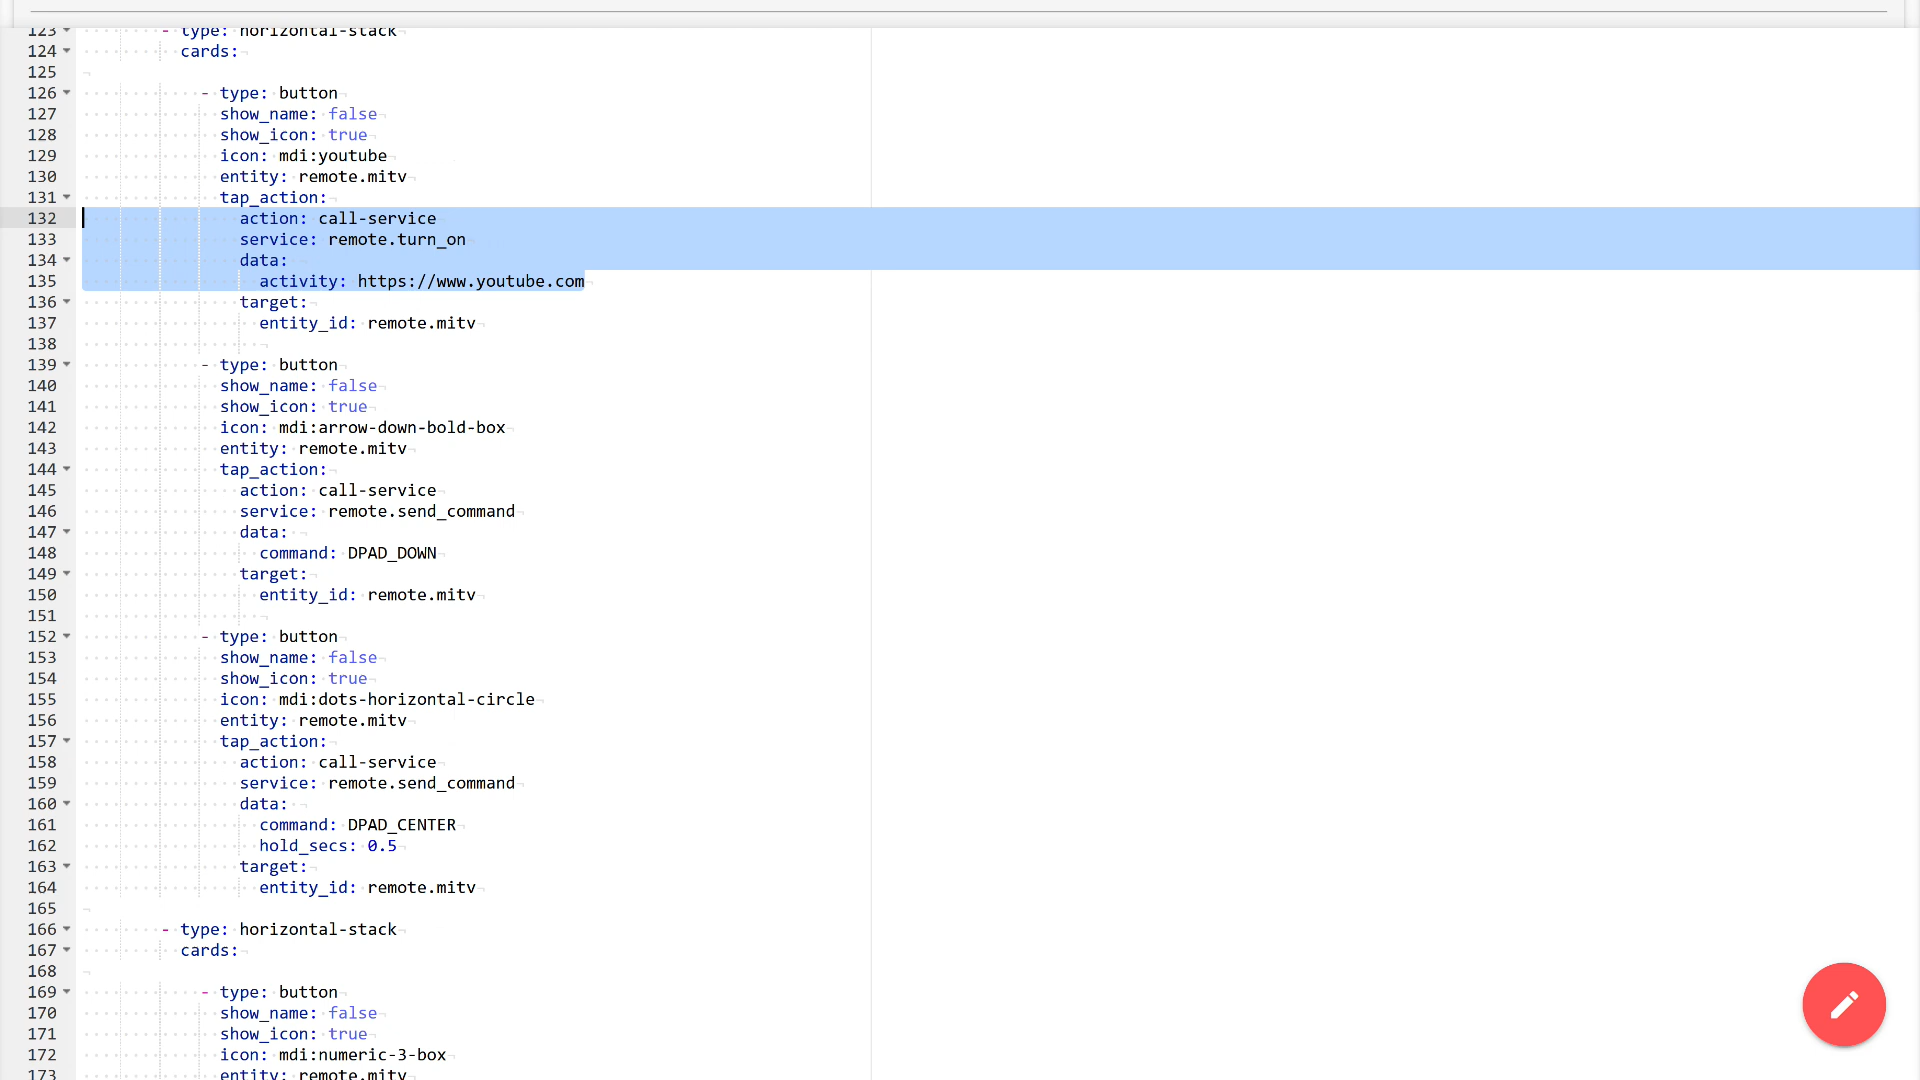 123 - type: horizontal-stack
124 cards:
125
126 - type: button
127 show_name: false
128 show_icon: true
129 icon: mdi:youtube
130 entity: remote.mitv
131 tap_action:
132 action: call-service
133 service: remote.turn_on
134 data:
135 activity: https://www.youtube.com
136 target:
137 entity_id: remote.mitv
138
139 - type: button
140 show_name: false
141 show_icon: true
142 icon: mdi:arrow-down-bold-box
143 entity: remote.mitv
144 tap_action:
145 action: call-service
146 service: remote.send_command
147 data:
148 command: DPAD_DOWN
149 target:
150 entity_id: remote.mitv
151
152 - type: button
153 show_name: false
154 show_icon: true
155 icon: mdi:dots-horizontal-circle
156 entity: remote.mitv
157 tap_action:
158 action: call-service
159 service: remote.send_command
160 data:
161 command: DPAD_CENTER
162 hold_secs: 0.5
163 target:
164 entity_id: remote.mitv
165
166 - type: horizontal-stack
167 cards:
168
169 - type: button
170 show_name: false
171 show_icon: true
172 icon: mdi:numeric-3-box
173 entity: remote.mitv